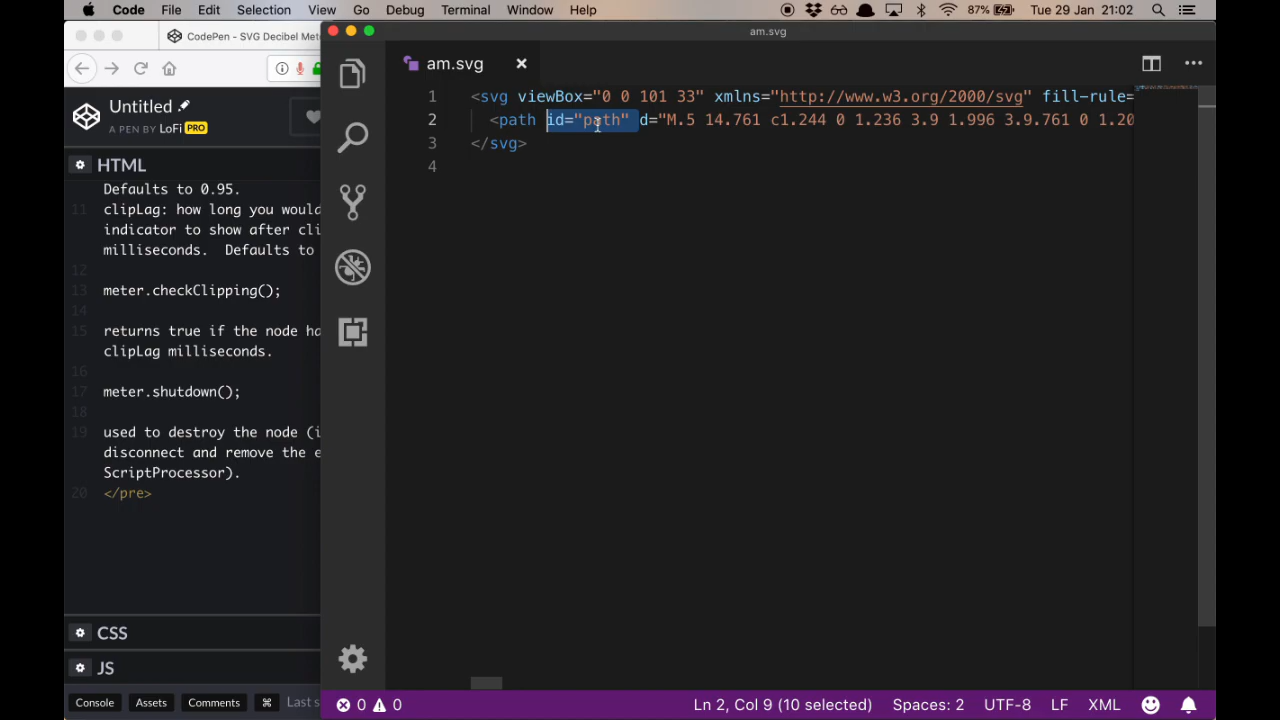 Code File Edit Selection View Go Debug Terminal Window Help 87% Tue 29 Jan 21:02
CodePen - SVG Decibel Met
am.svg
am.svg
Untitled
A PEN BY LoFi PRO
HTML
Defaults to 0.95.
11 clipLag: how long you would
indicator to show after cli
milliseconds.  Defaults to
12
13 meter.checkClipping();
14
15 returns true if the node ha
clipLag milliseconds.
16
17 meter.shutdown();
18
19 used to destroy the node (i
disconnect and remove the e
ScriptProcessor).
20 </pre>
CSS
JS
Console Assets Comments ⌘ Last s
1 <svg viewBox="0 0 101 33" xmlns="http://www.w3.org/2000/svg" fill-rule=
2 <path id="path" d="M.5 14.761 c1.244 0 1.236 3.9 1.996 3.9.761 0 1.20
3 </svg>
4
0 0 Ln 2, Col 9 (10 selected) Spaces: 2 UTF-8 LF XML